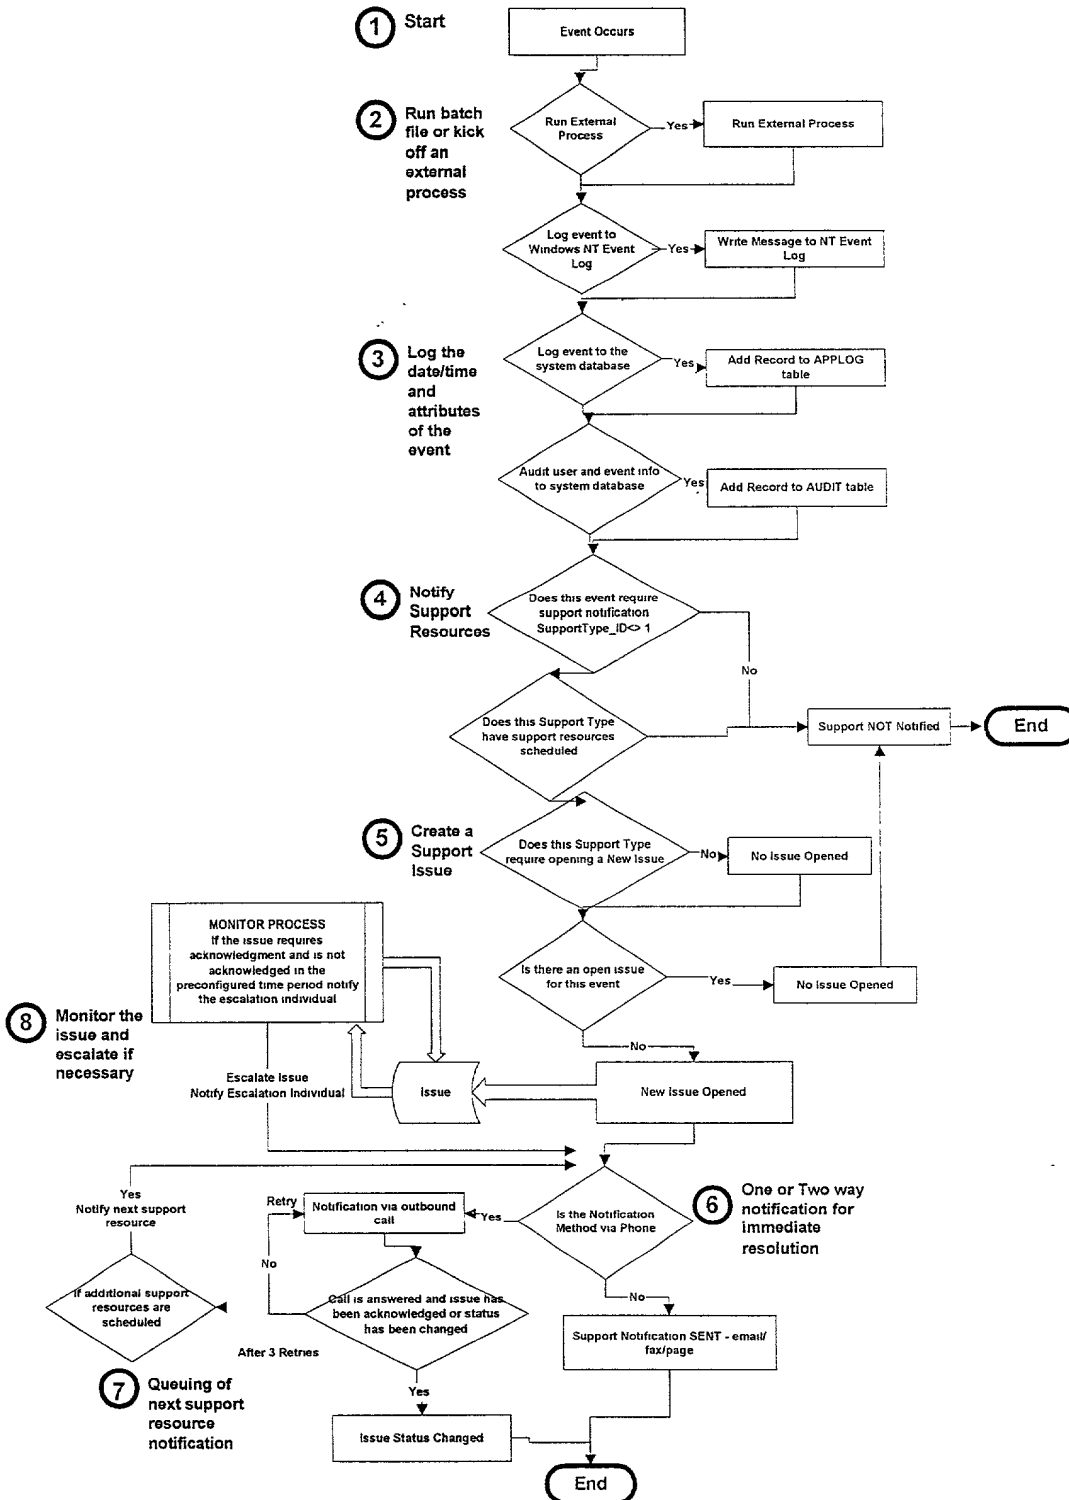 1 Start
Event Occurs
2 Run batch
file or kick
off an
external
process
Run External
Process
Yes
Run External Process
Log event to
Windows NT Event
Log
Yes
Write Message to NT Event
Log
3 Log the
date/time
and
attributes
of the
event
Log event to the
system database
Yes
Add Record to APPLOG
table
Audit user and event info
to system database
Yes
Add Record to AUDIT table
4 Notify
Support
Resources
Does this event require
support notification
SupportType_ID<> 1
No
Does this Support Type
have support resources
scheduled
Support NOT Notified
End
5 Create a
Support
Issue
Does this Support Type
require opening a New Issue
No
No Issue Opened
MONITOR PROCESS
If the issue requires
acknowledgment and is not
acknowledged in the
preconfigured time period notify
the escalation individual
Is there an open issue
for this event
Yes
No Issue Opened
8 Monitor the
issue and
escalate if
necessary
No
Escalate Issue
Notify Escalation Individual
Issue
New Issue Opened
Yes
Notify next support
resource
Retry
Notification via outbound
call
Yes
Is the Notification
Method via Phone
6 One or Two way
notification for
immediate
resolution
No
If additional support
resources are
scheduled
Call is answered and issue has
been acknowledged or status
has been changed
No
Support Notification SENT - email/
fax/page
After 3 Retries
7 Queuing of
next support
resource
notification
Yes
Issue Status Changed
End